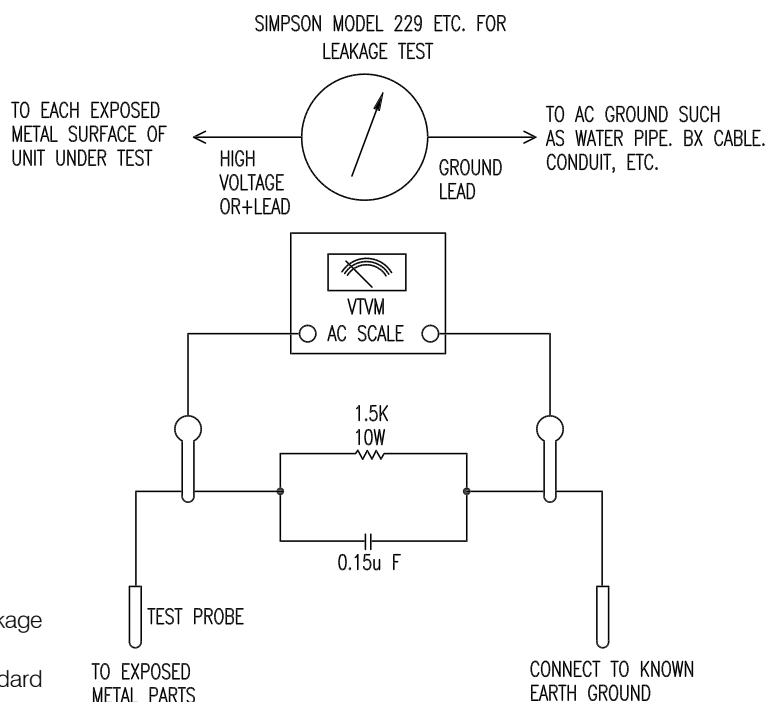 SIMPSON MODEL 229 ETC. FOR
LEAKAGE TEST
TO EACH EXPOSED
METAL SURFACE OF
UNIT UNDER TEST
HIGH
VOLTAGE
OR+LEAD
GROUND
LEAD
TO AC GROUND SUCH
AS WATER PIPE. BX CABLE.
CONDUIT, ETC.
VTVM
AC SCALE
1.5K
10W
0.15u F
TEST PROBE
kage
dard
TO EXPOSED
METAL PARTS
CONNECT TO KNOWN
EARTH GROUND